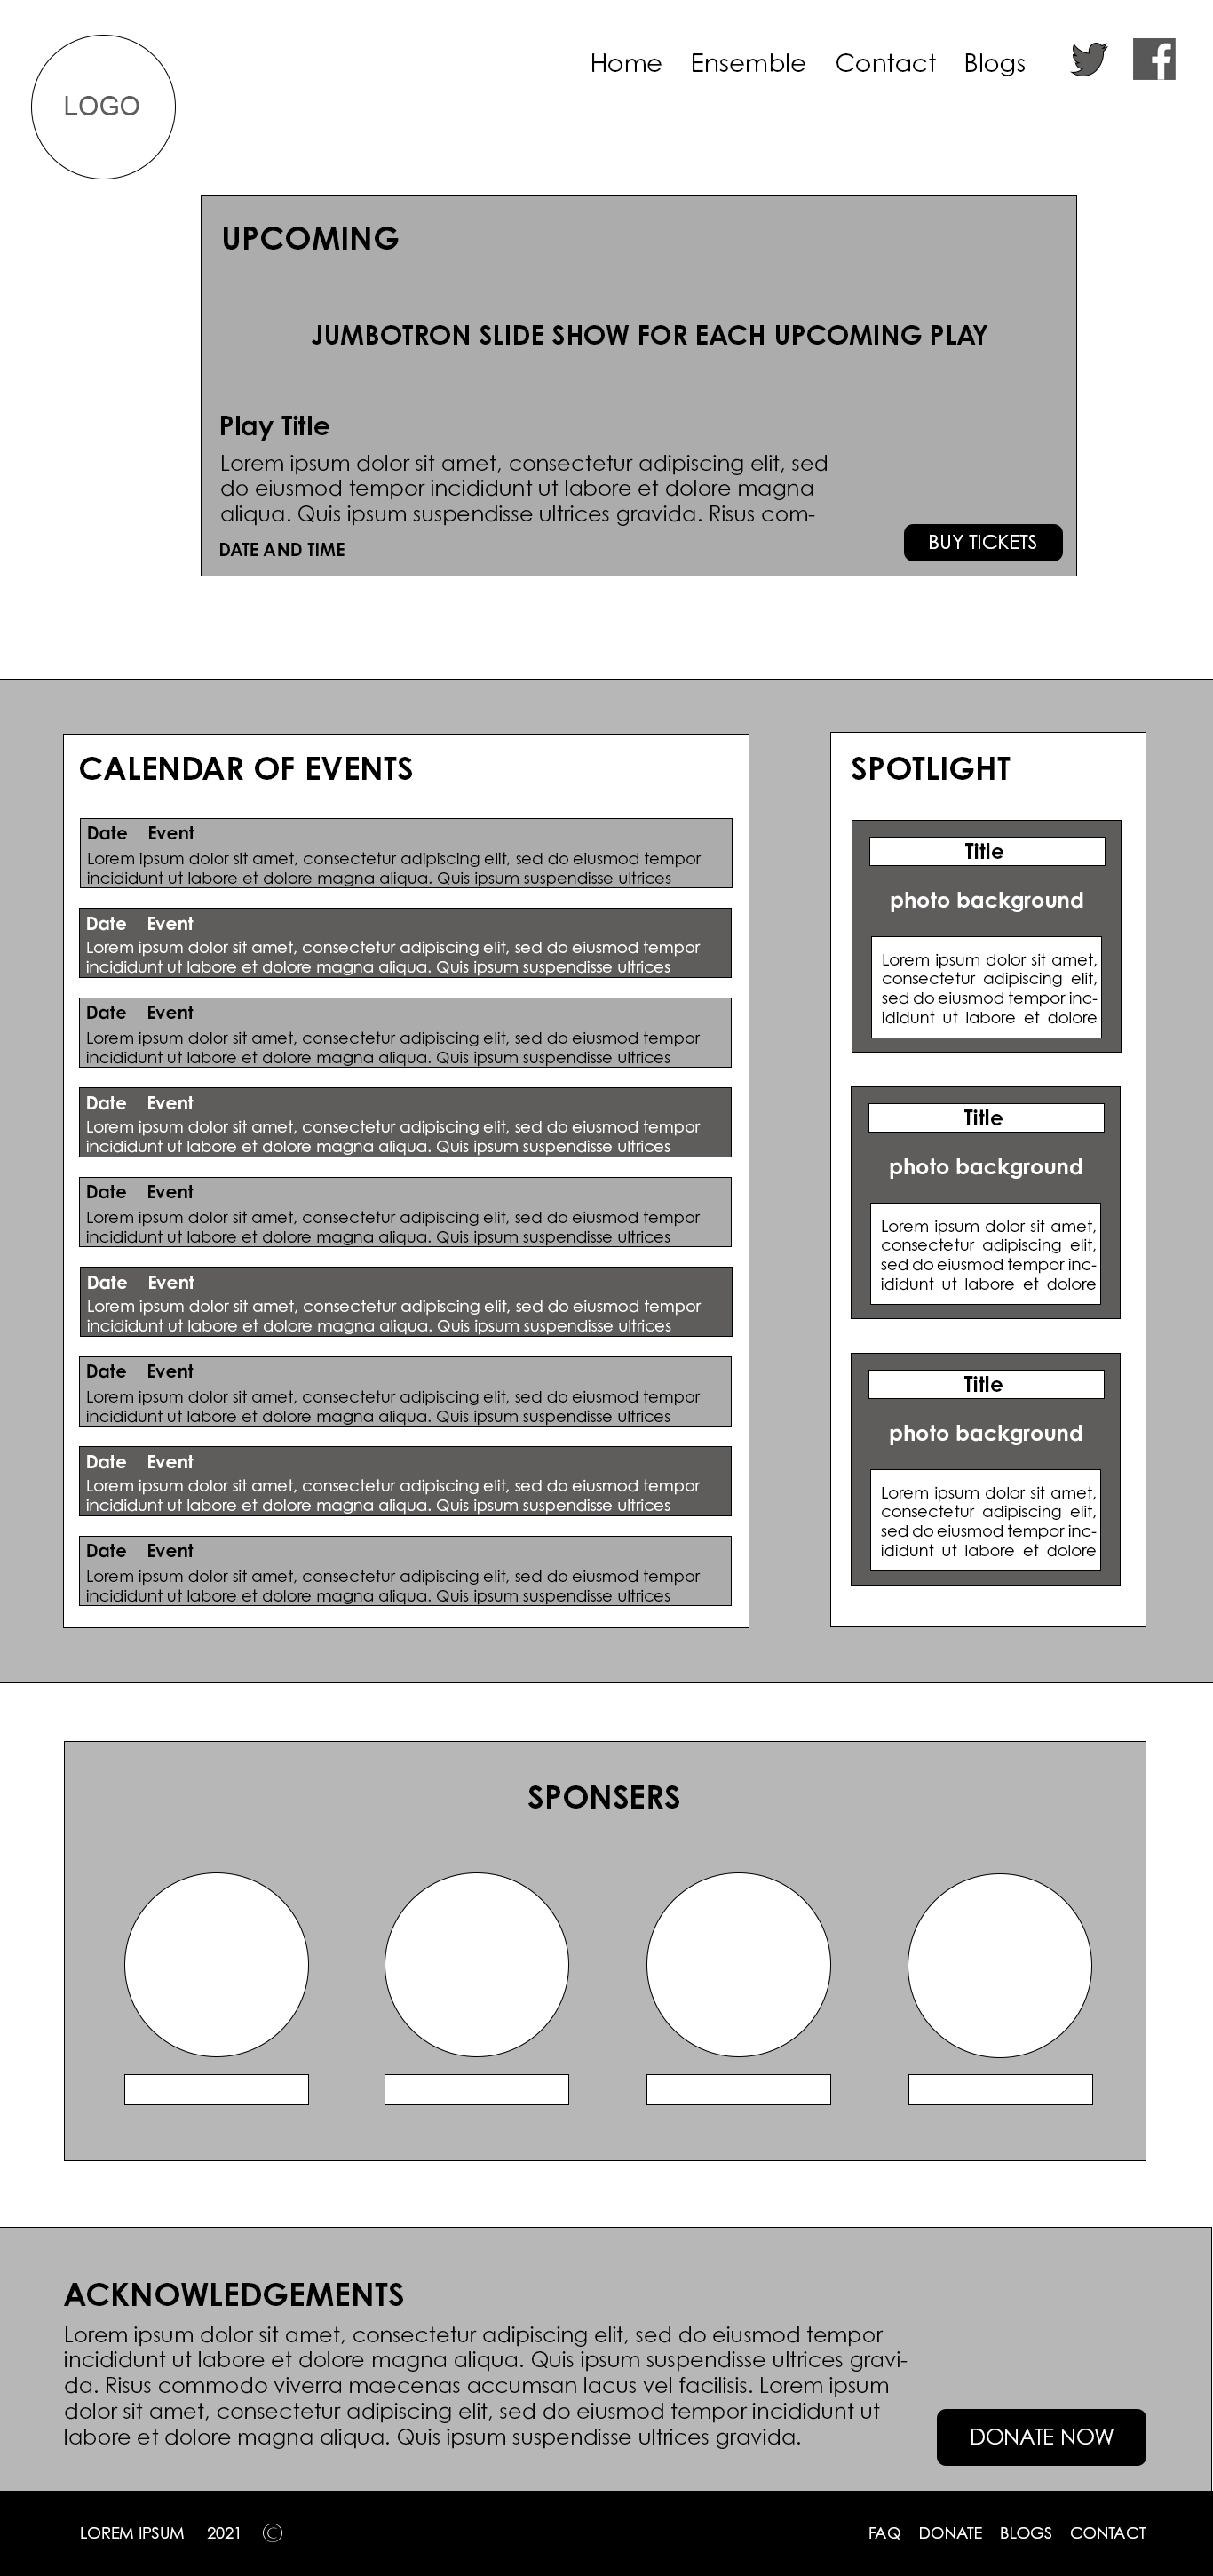 LOGO
Home Ensemble Contact Blogs
UPCOMING
JUMBOTRON SLIDE SHOW FOR EACH UPCOMING PLAY
Play Title
Lorem ipsum dolor sit amet, consectetur adipiscing elit, sed
do eiusmod tempor incididunt ut labore et dolore magna
aliqua. Quis ipsum suspendisse ultrices gravida. Risus com-
DATE AND TIME
BUY TICKETS
CALENDAR OF EVENTS
Date Event
Lorem ipsum dolor sit amet, consectetur adipiscing elit, sed do eiusmod tempor
incididunt ut labore et dolore magna aliqua. Quis ipsum suspendisse ultrices
Date Event
Lorem ipsum dolor sit amet, consectetur adipiscing elit, sed do eiusmod tempor
incididunt ut labore et dolore magna aliqua. Quis ipsum suspendisse ultrices
Date Event
Lorem ipsum dolor sit amet, consectetur adipiscing elit, sed do eiusmod tempor
incididunt ut labore et dolore magna aliqua. Quis ipsum suspendisse ultrices
Date Event
Lorem ipsum dolor sit amet, consectetur adipiscing elit, sed do eiusmod tempor
incididunt ut labore et dolore magna aliqua. Quis ipsum suspendisse ultrices
Date Event
Lorem ipsum dolor sit amet, consectetur adipiscing elit, sed do eiusmod tempor
incididunt ut labore et dolore magna aliqua. Quis ipsum suspendisse ultrices
Date Event
Lorem ipsum dolor sit amet, consectetur adipiscing elit, sed do eiusmod tempor
incididunt ut labore et dolore magna aliqua. Quis ipsum suspendisse ultrices
Date Event
Lorem ipsum dolor sit amet, consectetur adipiscing elit, sed do eiusmod tempor
incididunt ut labore et dolore magna aliqua. Quis ipsum suspendisse ultrices
Date Event
Lorem ipsum dolor sit amet, consectetur adipiscing elit, sed do eiusmod tempor
incididunt ut labore et dolore magna aliqua. Quis ipsum suspendisse ultrices
Date Event
Lorem ipsum dolor sit amet, consectetur adipiscing elit, sed do eiusmod tempor
incididunt ut labore et dolore magna aliqua. Quis ipsum suspendisse ultrices
SPOTLIGHT
Title
photo background
Lorem ipsum dolor sit amet,
consectetur adipiscing elit,
sed do eiusmod tempor inc-
ididunt ut labore et dolore
Title
photo background
Lorem ipsum dolor sit amet,
consectetur adipiscing elit,
sed do eiusmod tempor inc-
ididunt ut labore et dolore
Title
photo background
Lorem ipsum dolor sit amet,
consectetur adipiscing elit,
sed do eiusmod tempor inc-
ididunt ut labore et dolore
SPONSERS
ACKNOWLEDGEMENTS
Lorem ipsum dolor sit amet, consectetur adipiscing elit, sed do eiusmod tempor
incididunt ut labore et dolore magna aliqua. Quis ipsum suspendisse ultrices gravi-
da. Risus commodo viverra maecenas accumsan lacus vel facilisis. Lorem ipsum
dolor sit amet, consectetur adipiscing elit, sed do eiusmod tempor incididunt ut
labore et dolore magna aliqua. Quis ipsum suspendisse ultrices gravida.
DONATE NOW
LOREM IPSUM 2021 ©
FAQ DONATE BLOGS CONTACT